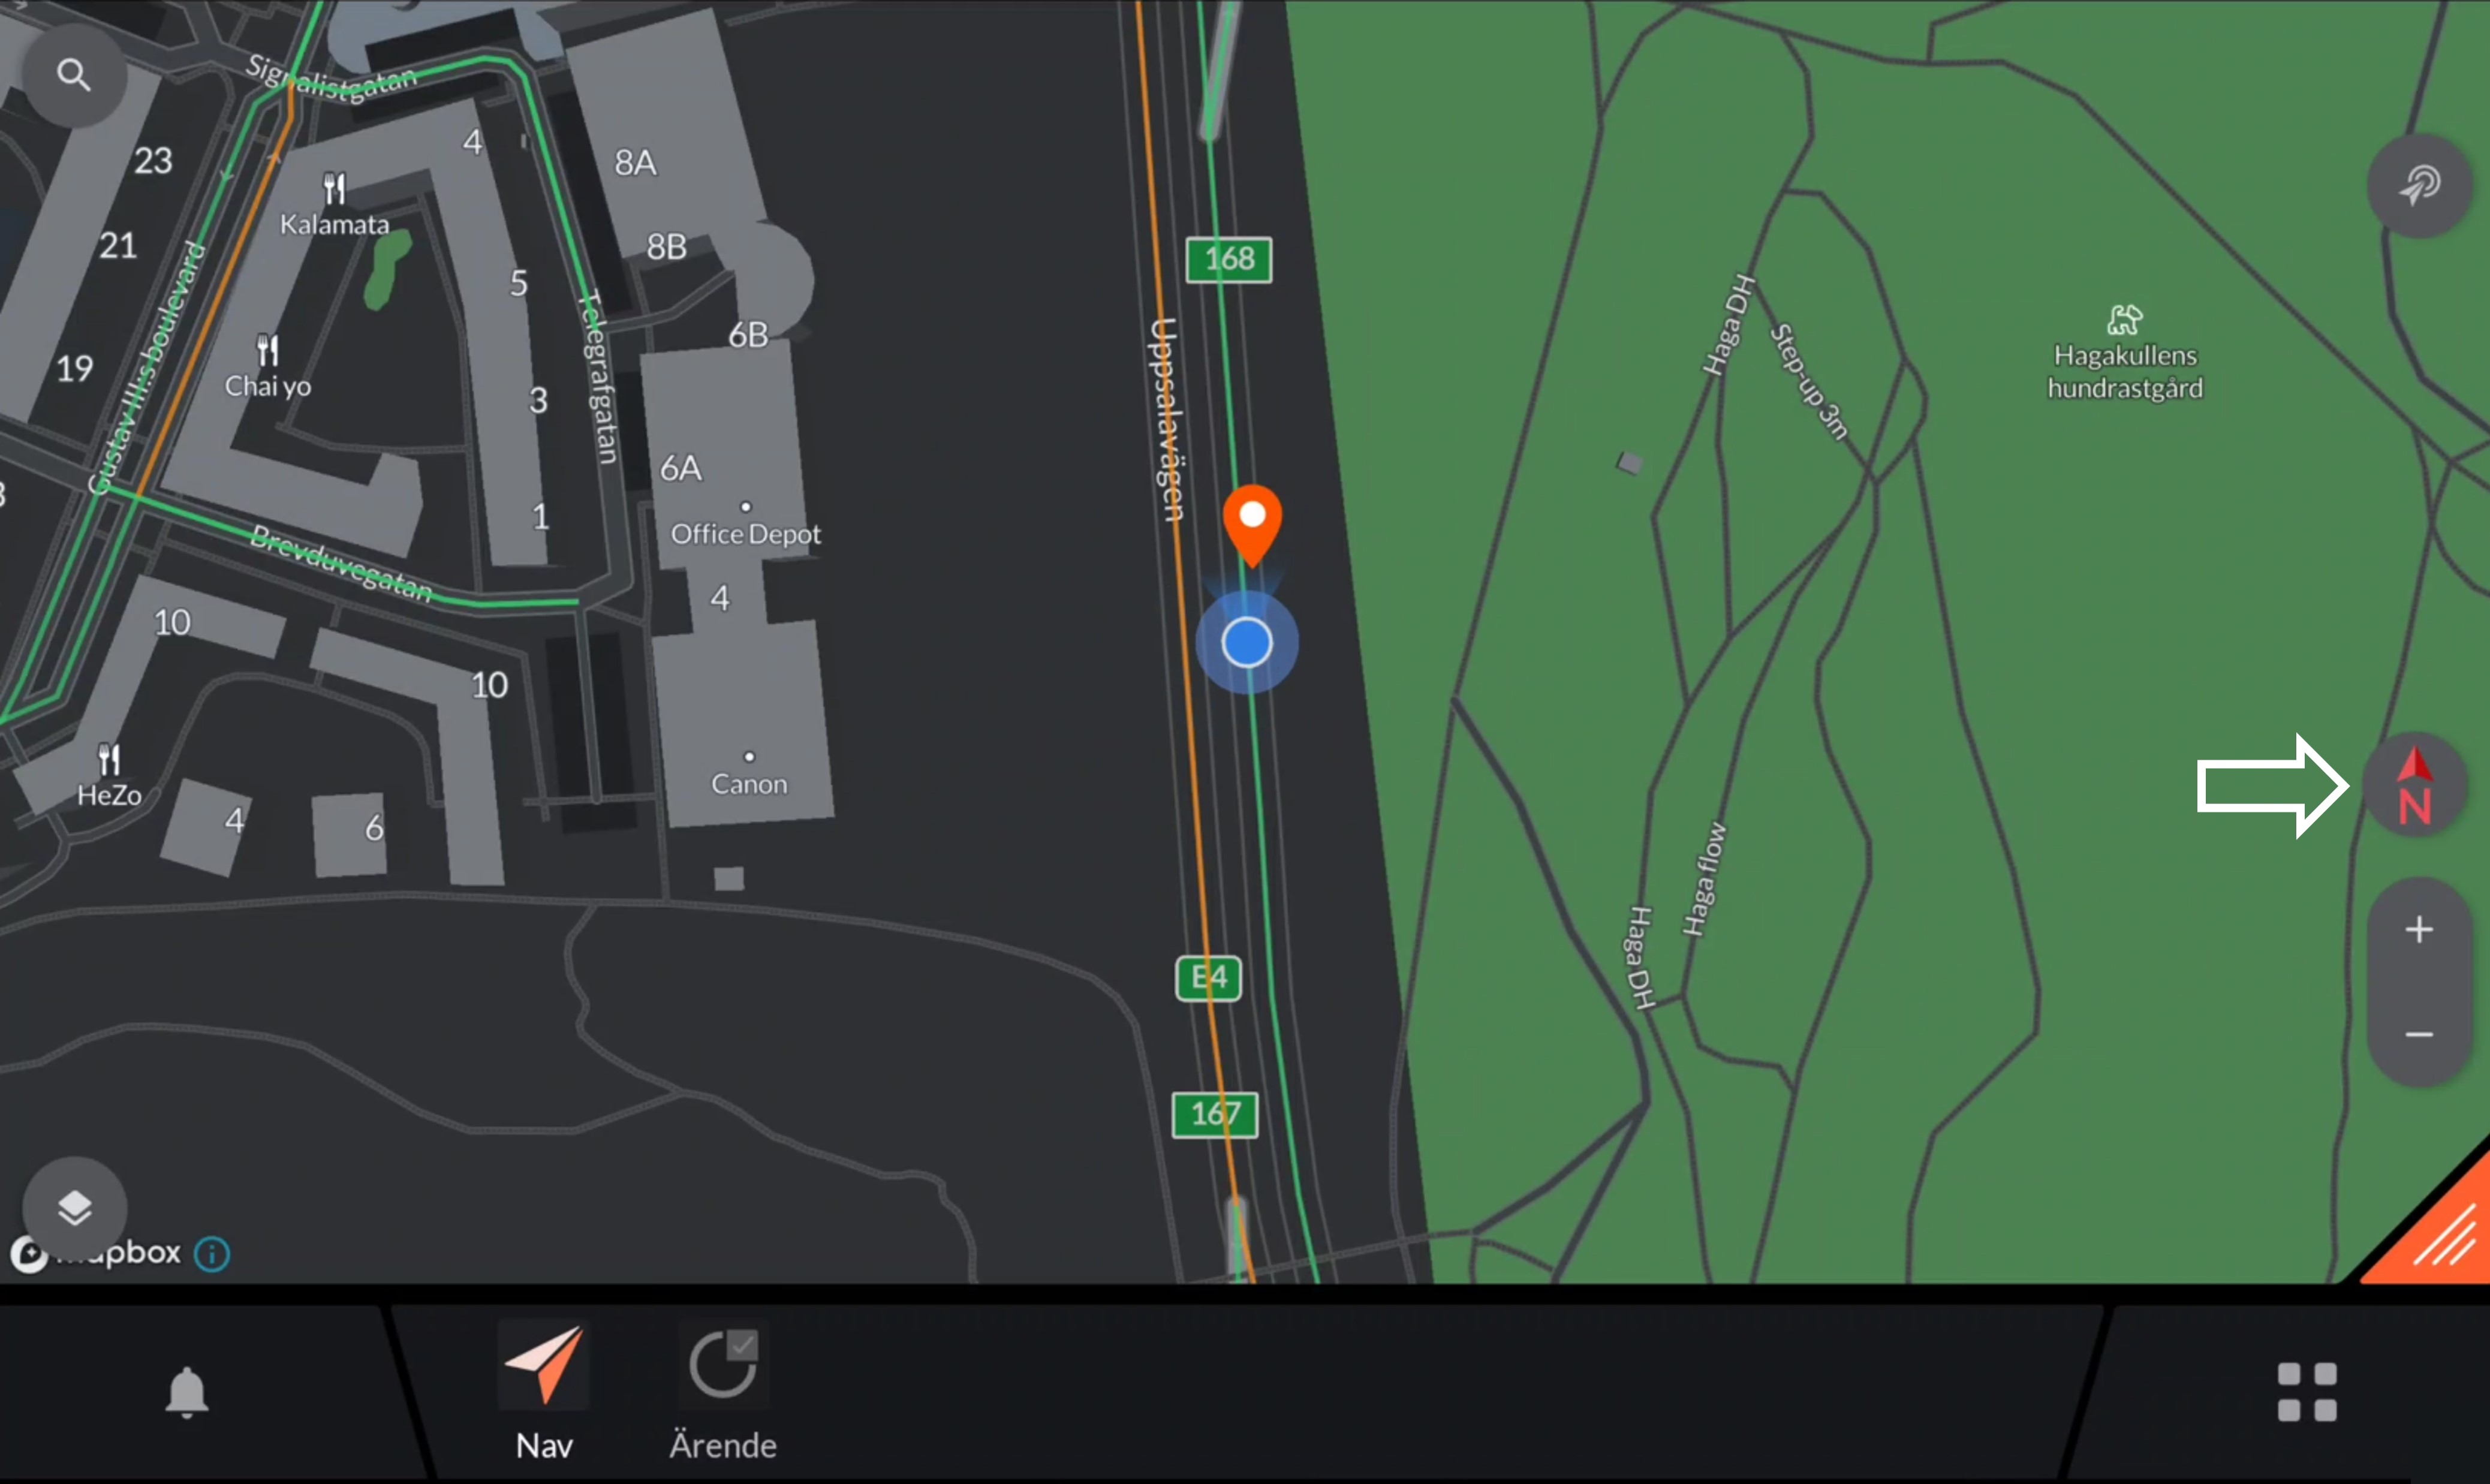 Signalistgatan
4
23
8A
Kalamata
21
8B
168
5
6B
Gustav III:s boulevard
Telegrafgatan
Uppsalavägen
Haga DH
Step-up 3m
Hagakullens
hundrastgård
19
Chai yo
3
6A
1
Office Depot
Brevduvegatan
4
10
10
HeZo
Canon
N
4
6
Haga flow
Haga DH
E4
167
mapbox
Nav
Ärende